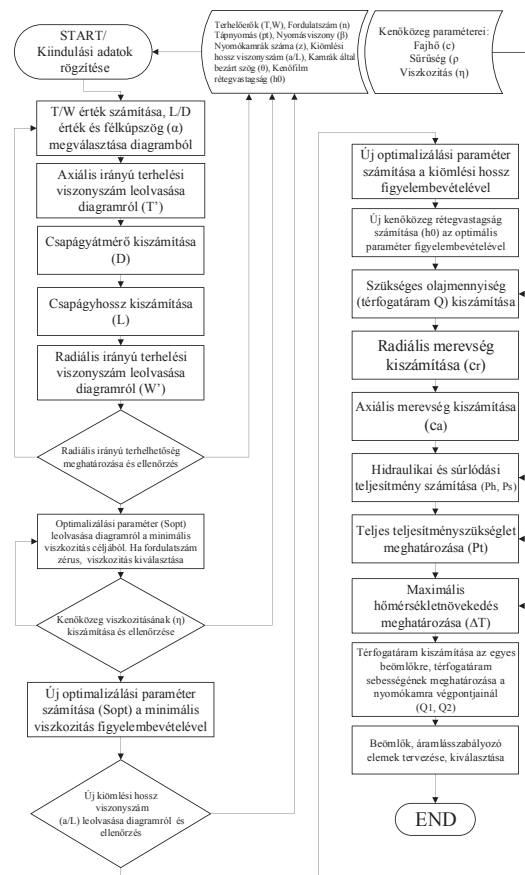 START/
Kiindulási adatok
rögzítése
Terhelőerők (T,W), Fordulatszám (n)
Tápnyomás (pt), Nyomásviszony (β)
Nyomókamrák száma (z), Kiömlési
hossz viszonyszám (a/L), Kamrák által
bezárt szög (θ), Kenőfilm
rétegvastagság (h0)
Kenőközeg paraméterei:
Fajhő (c)
Sűrűség (ρ
Viszkozitás (η)
T/W érték számítása, L/D
érték és félkúpszög (α)
megválasztása diagramból
Axiális irányú terhelési
viszonyszám leolvasása
diagramról (T’)
Csapágyátmérő kiszámítása
(D)
Csapágyhossz kiszámítása
(L)
Radiális irányú terhelési
viszonyszám leolvasása
diagramról (W’)
Radiális irányú terhelhetőség
meghatározása és ellenőrzés
Optimalizálási paraméter (Sopt)
leolvasása diagramról a minimális
viszkozitás céljából. Ha fordulatszám
zérus, viszkozitás kiválasztása
Kenőközeg viszkozitásának (η)
kiszámítása és ellenőrzése
Új optimalizálási paraméter
számítása (Sopt) a minimális
viszkozitás figyelembevételével
Új kiömlési hossz
viszonyszám
(a/L) leolvasása diagramról és
ellenőrzés
Új optimalizálási paraméter
számítása a kiömlési hossz
figyelembevételével
Új kenőközeg rétegvastagság
számítása (h0) az optimális
paraméter figyelembevételével
Szükséges olajmennyiség
(térfogatáram Q) kiszámítása
Radiális merevség
kiszámítása (cr)
Axiális merevség kiszámítása
(ca)
Hidraulikai és súrlódási
teljesítmény számítása (Ph, Ps)
Teljes teljesítményszükséglet
meghatározása (Pt)
Maximális
hőmérsékletnövekedés
meghatározása (ΔT)
Térfogatáram kiszámítása az egyes
beömlőkre, térfogatáram
sebességének meghatározása a
nyomókamra végpontjainál
(Q1, Q2)
Beömlők, áramlásszabályozó
elemek tervezése, kiválasztása
END